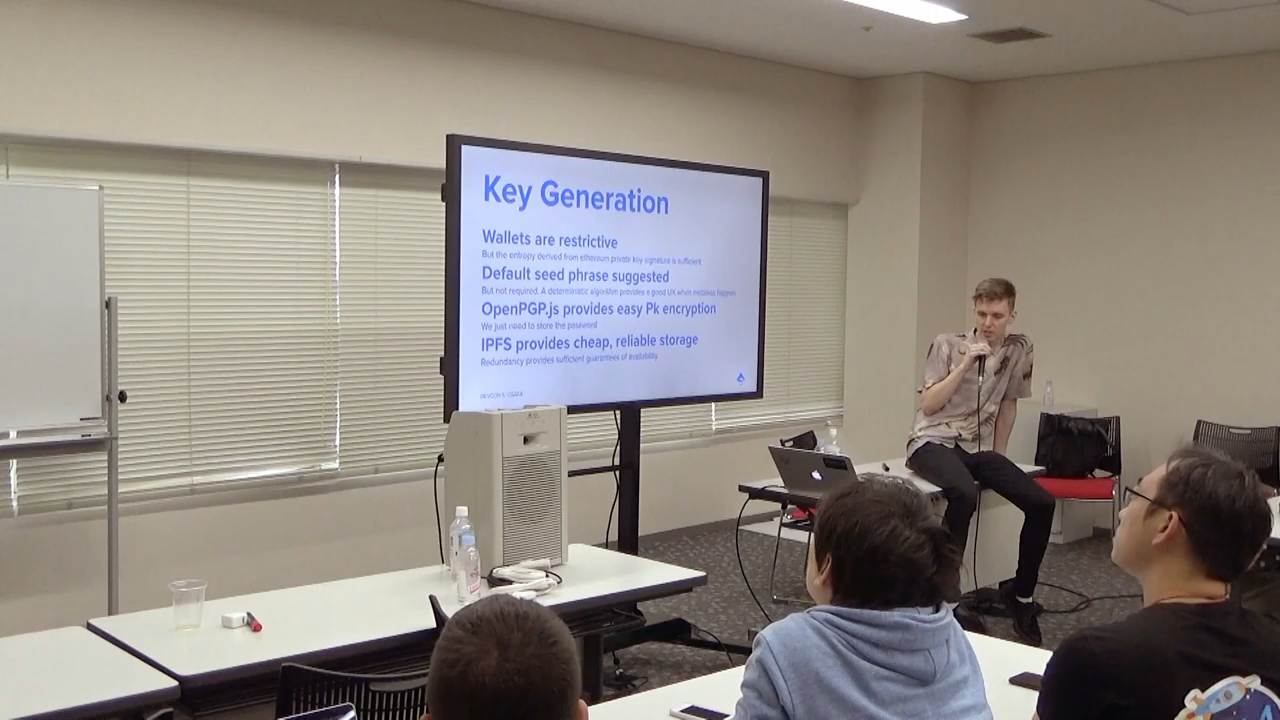 Key Generation
Wallets are restrictive
But the entropy derived from ethereum private key signature is sufficient
Default seed phrase suggested
But not required. A deterministic algorithm provides a good UX when mistakes happen
OpenPGP.js provides easy Pk encryption
We just need to store the password
IPFS provides cheap, reliable storage
Redundancy provides sufficient guarantees of availability.
DEVCON 5: OSAKA